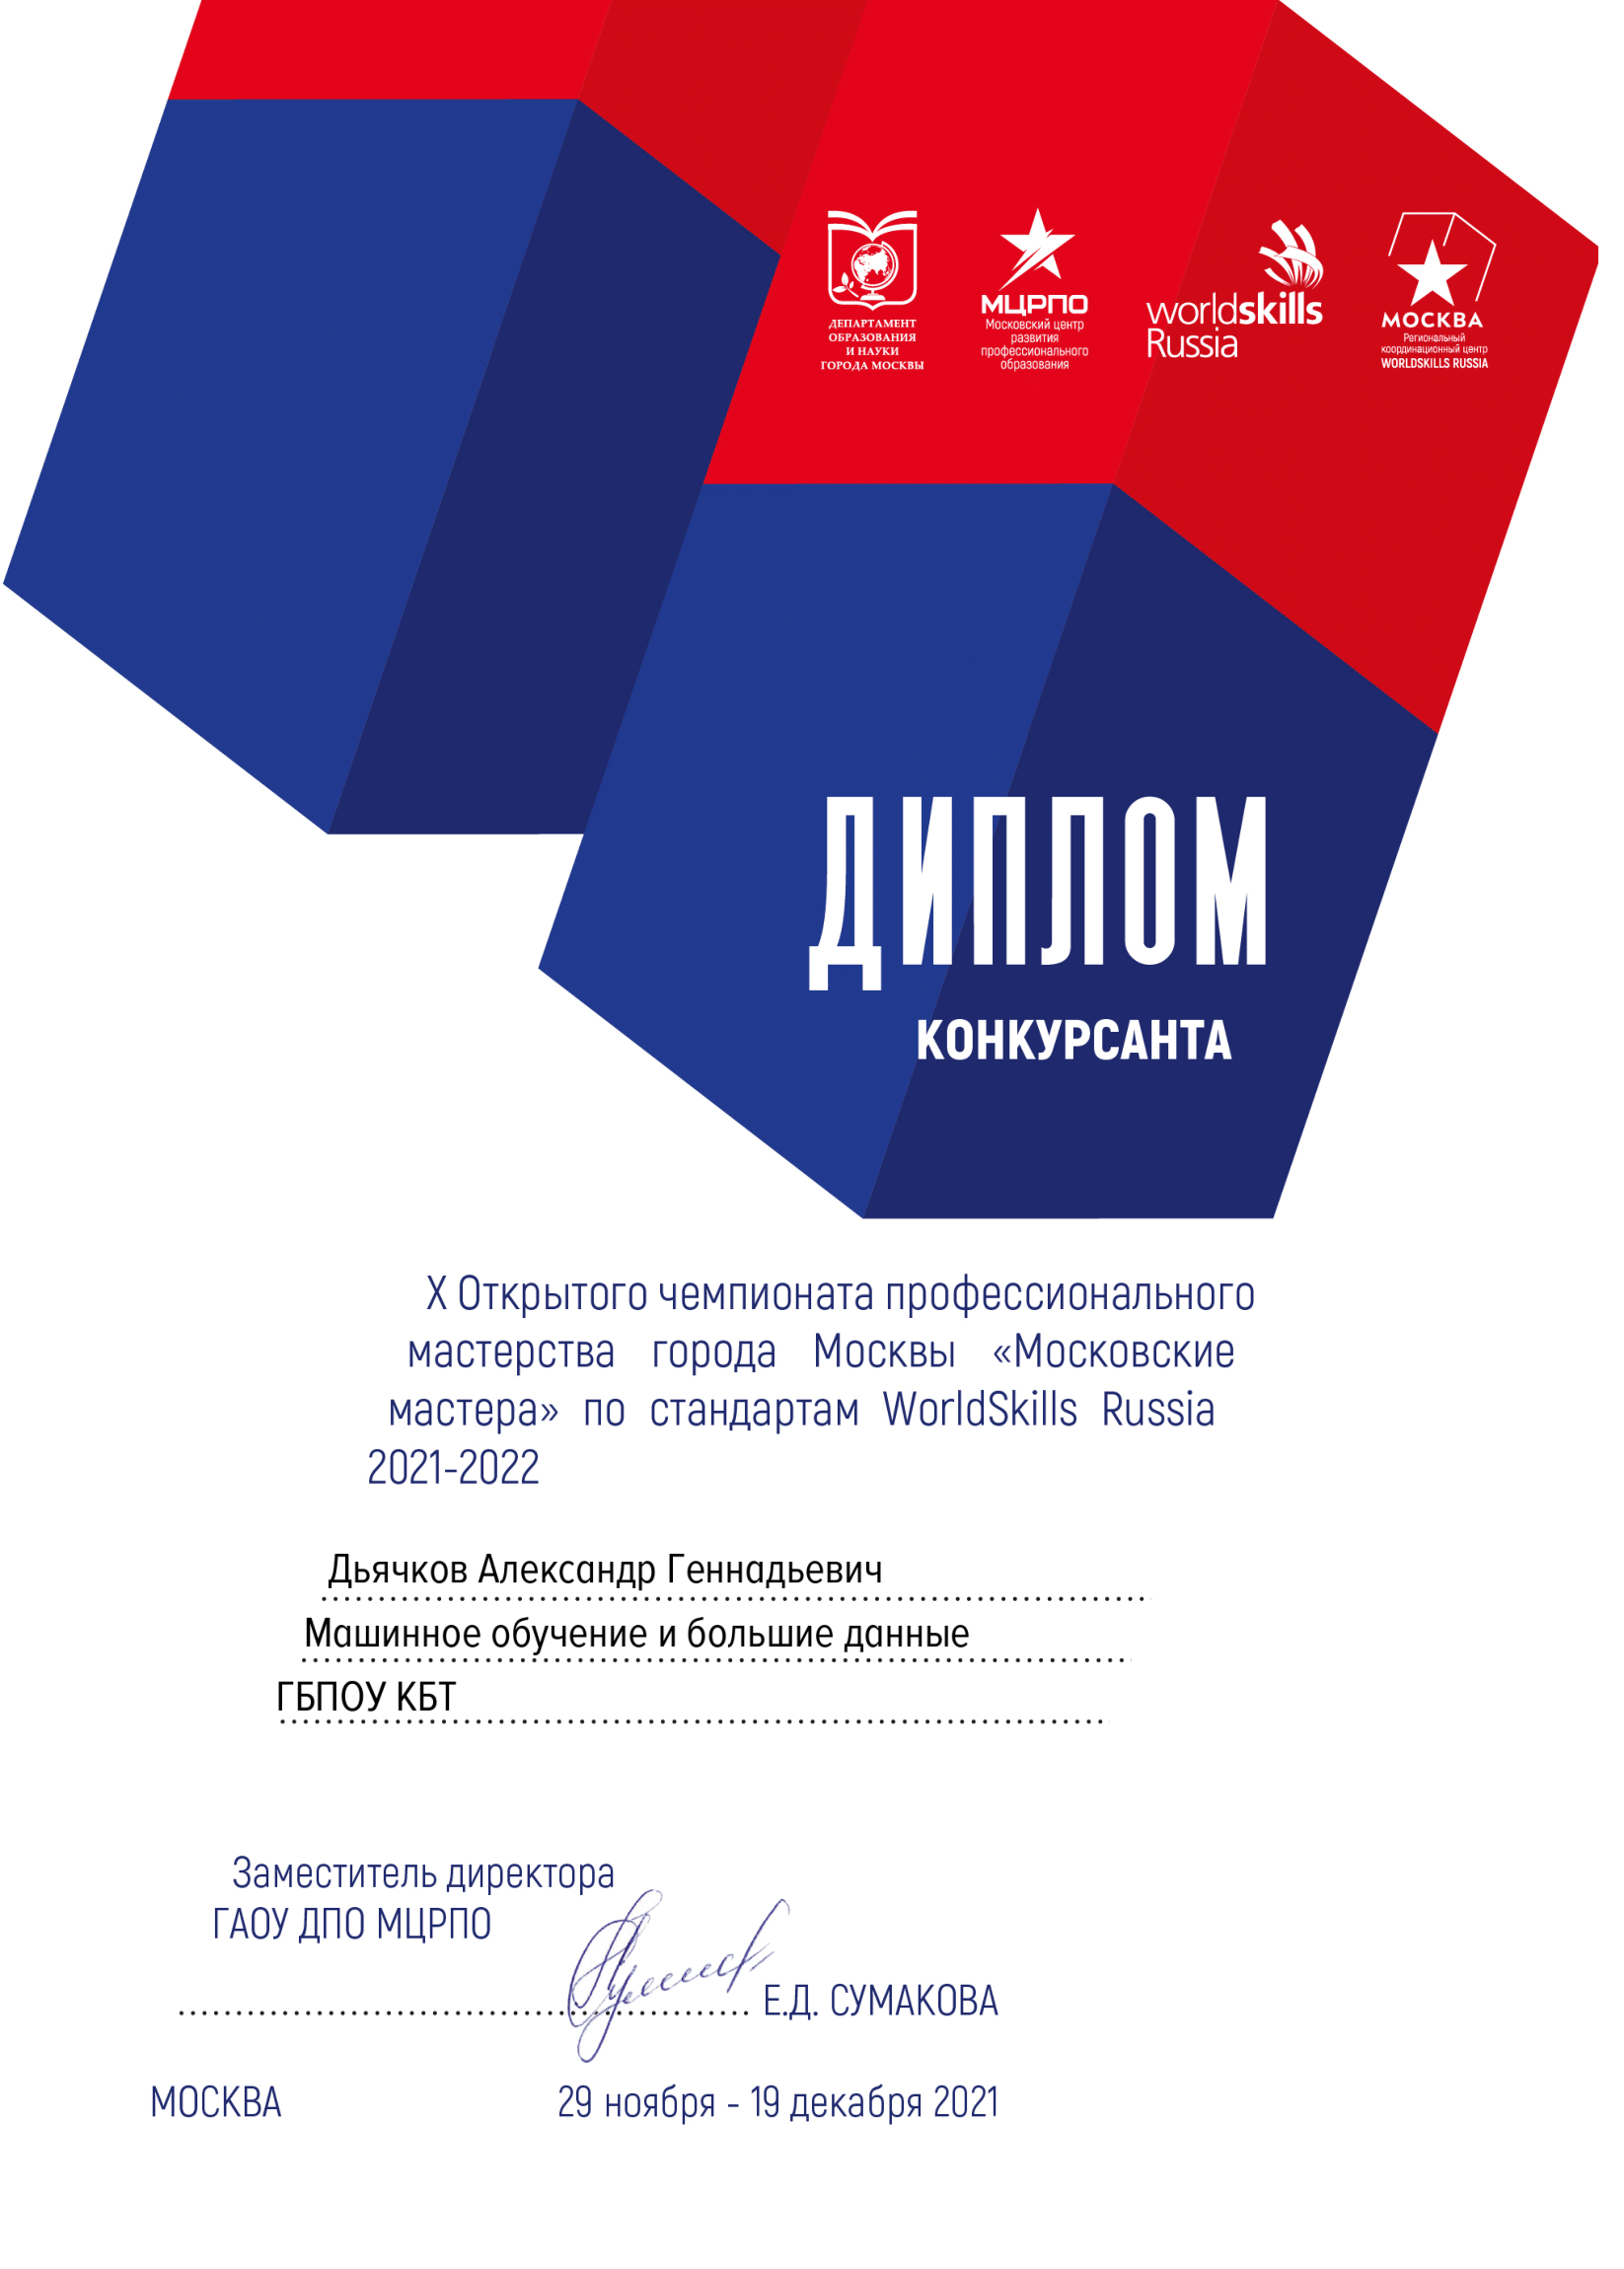 ДЕПАРТАМЕНТ
ОБРАЗОВАНИЯ
И НАУКИ
ГОРОДА МОСКВЫ
МЦРПО
Московский центр
развития
профессионального
образования
worldskills
Russia
МОСКВА
Региональный
координационный центр
WORLDSKILLS RUSSIA
ДИПЛОМ
КОНКУРСАНТА
X Открытого чемпионата профессионального
мастерства города Москвы «Московские
мастера» по стандартам WorldSkills Russia
2021-2022
Дьячков Александр Геннадьевич
Машинное обучение и большие данные
ГБПОУ КБТ
Заместитель директора
ГАОУ ДПО МЦРПО
Е.Д. СУМАКОВА
МОСКВА
29 ноября - 19 декабря 2021